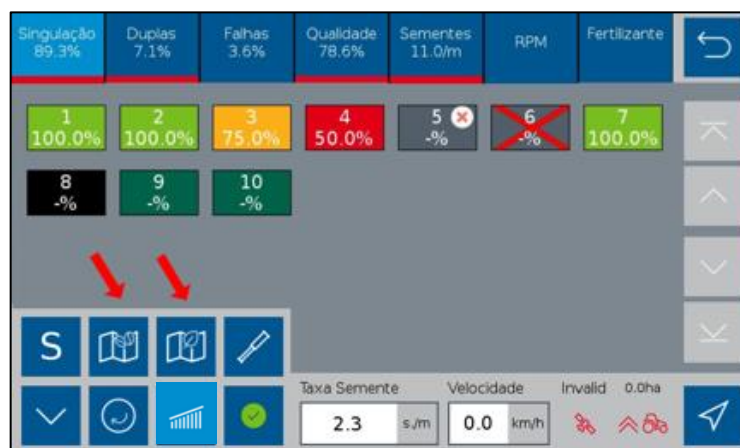 Singulação
89.3%
Duplas
7.1%
Falhas
3.6%
Qualidade
78.6%
Sementes
11.0/m
RPM
Fertilizante
1
100.0%
2
100.0%
3
75.0%
4
50.0%
5
-%
6
-%
7
100.0%
8
-%
9
-%
10
-%
S
Taxa Semente
2.3
s./m
Velocidade
0.0
km/h
Invalid
0.0ha